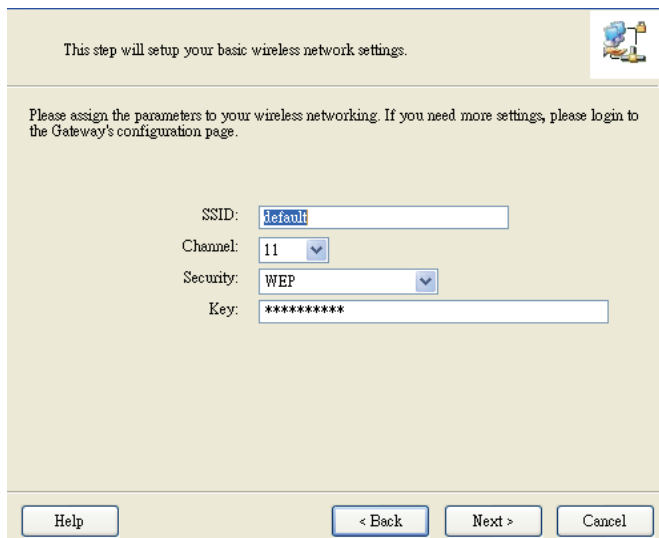 This step will setup your basic wireless network settings.
Please assign the parameters to your wireless networking. If you need more settings, please login to
the Gateway's configuration page.
SSID: default
Channel: 11
Security: WEP
Key: **********
Help < Back Next > Cancel